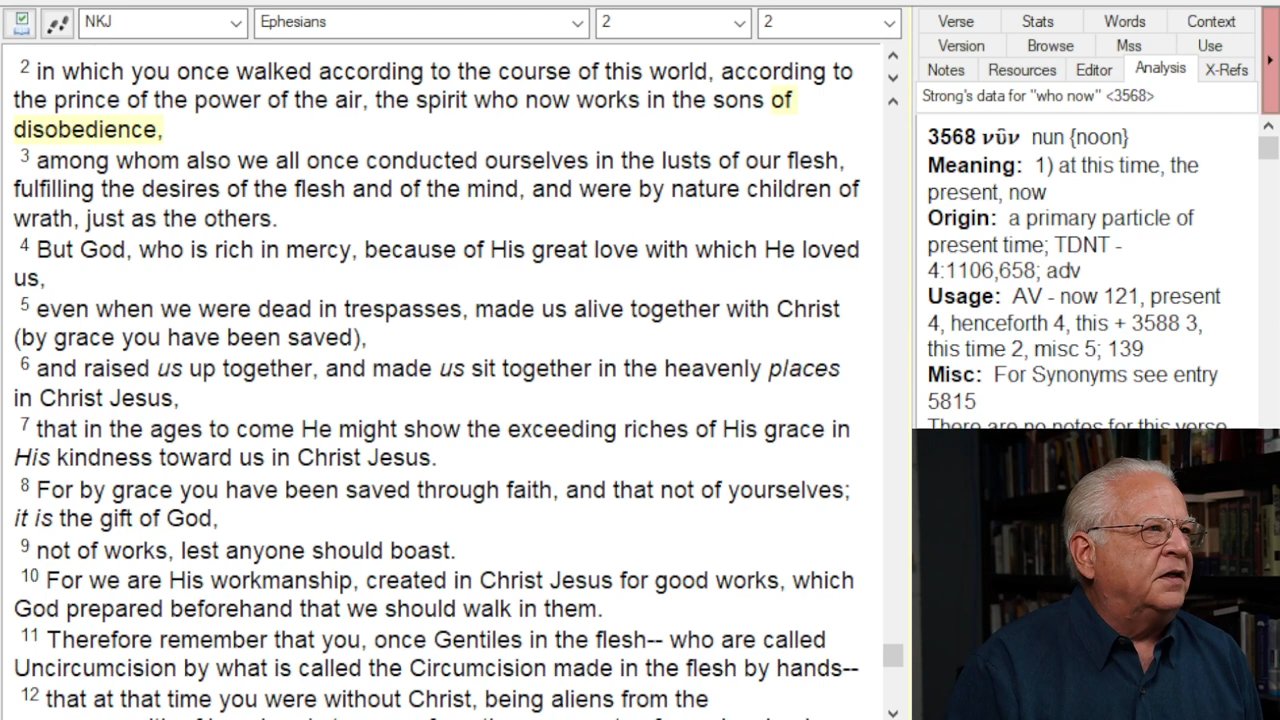 NKJ Ephesians 2 2
2 in which you once walked according to the course of this world, according to
the prince of the power of the air, the spirit who now works in the sons of
disobedience,
3 among whom also we all once conducted ourselves in the lusts of our flesh,
fulfilling the desires of the flesh and of the mind, and were by nature children of
wrath, just as the others.
4 But God, who is rich in mercy, because of His great love with which He loved
us,
5 even when we were dead in trespasses, made us alive together with Christ
(by grace you have been saved),
6 and raised us up together, and made us sit together in the heavenly places
in Christ Jesus,
7 that in the ages to come He might show the exceeding riches of His grace in
His kindness toward us in Christ Jesus.
8 For by grace you have been saved through faith, and that not of yourselves;
it is the gift of God,
9 not of works, lest anyone should boast.
10 For we are His workmanship, created in Christ Jesus for good works, which
God prepared beforehand that we should walk in them.
11 Therefore remember that you, once Gentiles in the flesh-- who are called
Uncircumcision by what is called the Circumcision made in the flesh by hands--
12 that at that time you were without Christ, being aliens from the
Verse Stats Words Context
Version Browse Mss Use
Notes Resources Editor Analysis X-Refs
Strong's data for "who now" <3568>
3568 νῦν nun {noon}
Meaning: 1) at this time, the
present, now
Origin: a primary particle of
present time; TDNT -
4:1106,658; adv
Usage: AV - now 121, present
4, henceforth 4, this + 3588 3,
this time 2, misc 5; 139
Misc: For Synonyms see entry
5815
There are no notes for this verse